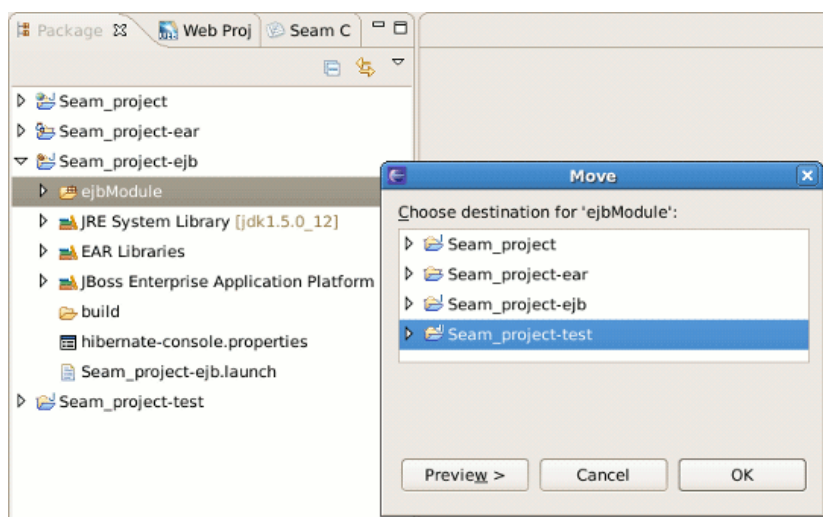 Package
Web Proj
Seam C
Seam_project
Seam_project-ear
Seam_project-ejb
ejbModule
JRE System Library [jdk1.5.0_12]
EAR Libraries
JBoss Enterprise Application Platform
build
hibernate-console.properties
Seam_project-ejb.launch
Seam_project-test
Move
Choose destination for 'ejbModule':
Seam_project
Seam_project-ear
Seam_project-ejb
Seam_project-test
Preview >
Cancel
OK